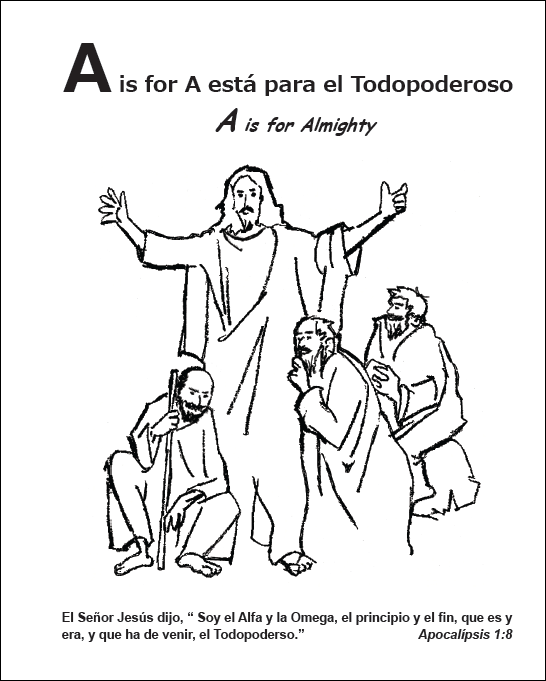 A is for A está para el Todopoderoso
A is for Almighty
El Señor Jesús dijo, “ Soy el Alfa y la Omega, el principio y el fin, que es y
era, y que ha de venir, el Todopoderso.” Apocalípsis 1:8